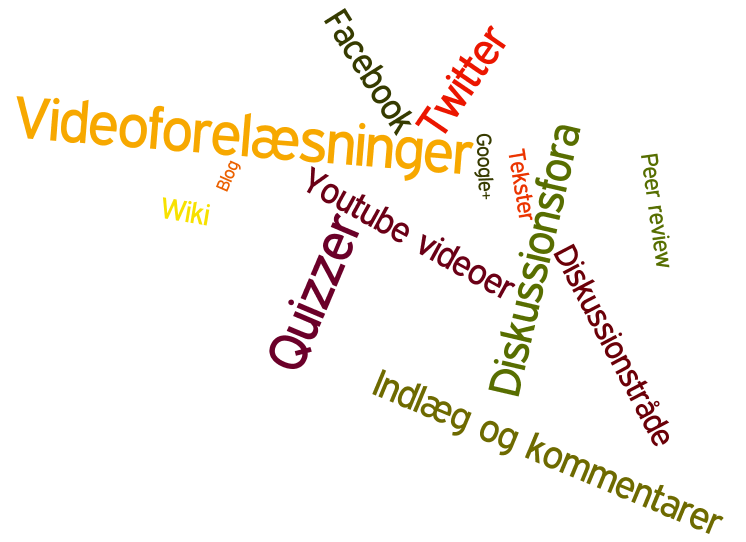 Facebook
Twitter
Videoforelæsninger
Google+
Tekster
Diskussionsfora
Peer review
Blog
Wiki
Youtube videoer
Quizzer
Diskussionstråde
Indlæg og kommentarer